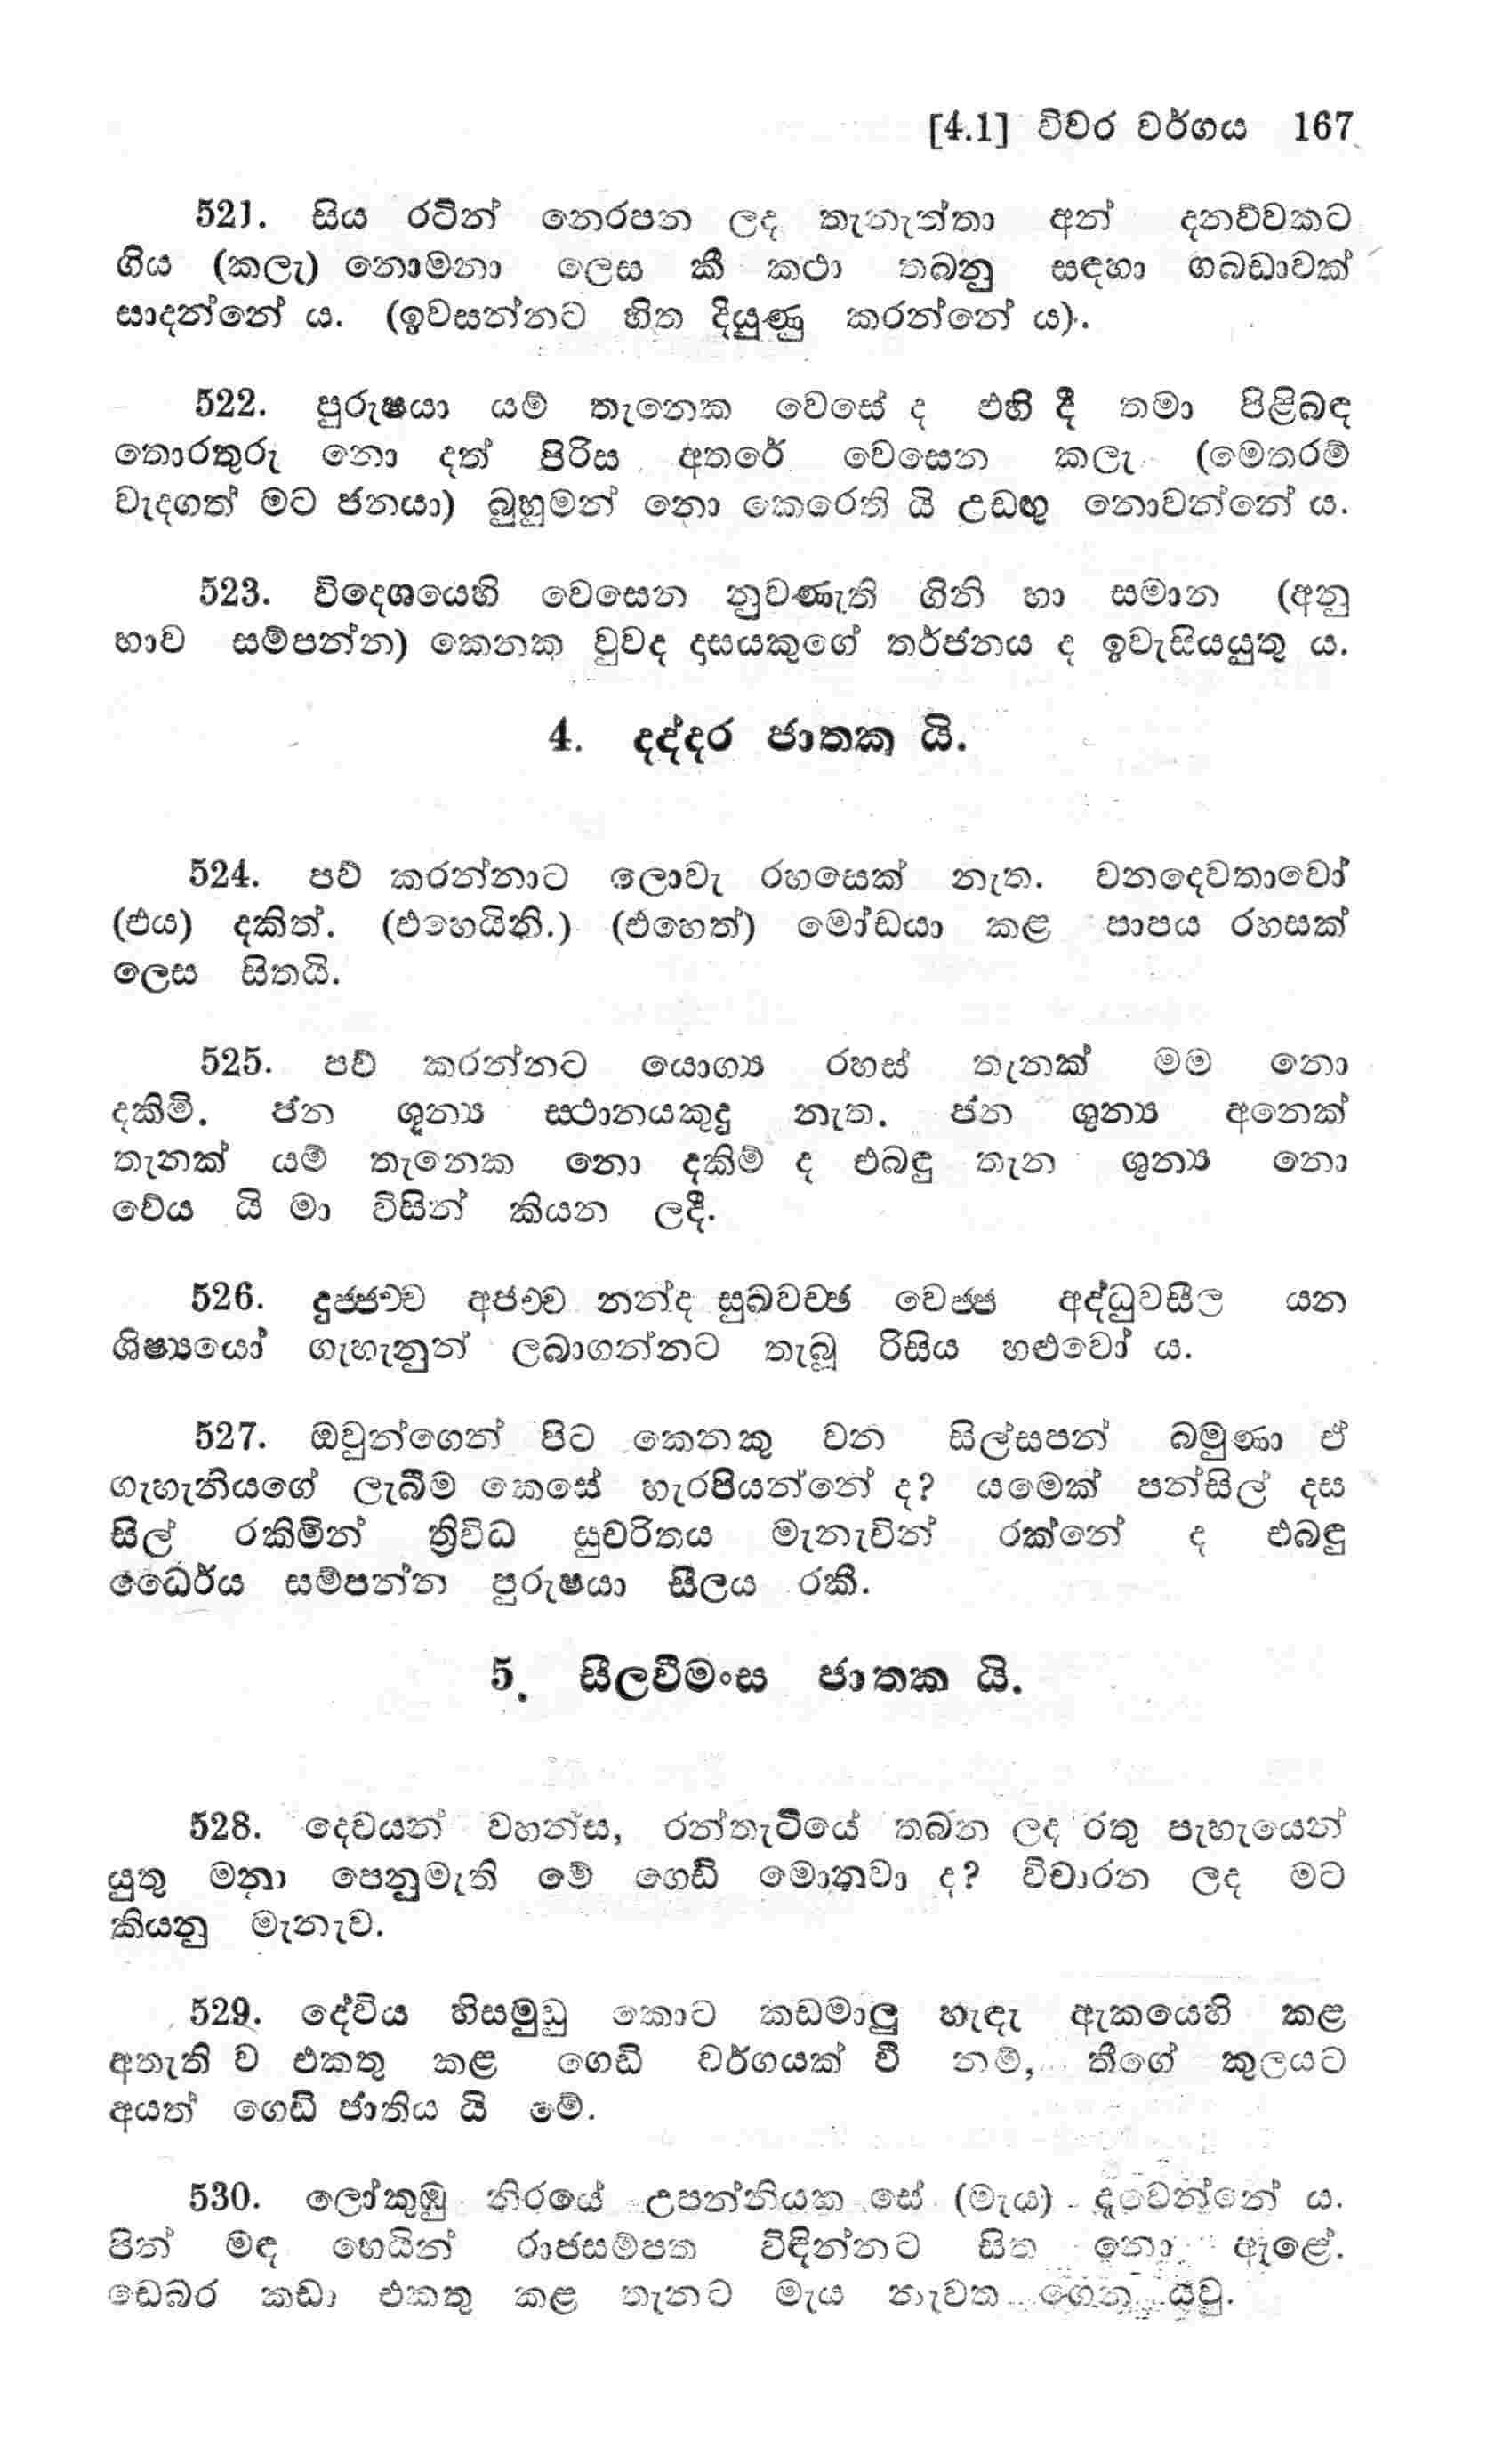 [4.1] විවර වර්ගය 167
521. සිය රටින් නෙරපන ලද තැනැත්තා අන් දනව්වකට
ගිය (කලැ) නොමනා ලෙස කී කථා තබනු සඳහා ගබඩාවක්
සාදන්නේ ය. (ඉවසන්නට හිත දියුණු කරන්නේ ය).
522. පුරුෂයා යම් තැනෙක වෙසේ ද එහි දී තමා පිළිබඳ
තොරතුරු නො දත් පිරිස අතරේ වෙසෙන කලැ (මෙතරම්
වැදගත් මට ජනයා) බුහුමන් නො කෙරෙති යි උඩඟු නොවන්නේ ය.
523. විදෙශයෙහි වෙසෙන නුවණැති ගිනි හා සමාන (අනු
භාව සම්පන්න) කෙනකු වුවද දාසයකුගේ තර්ජනය ද ඉවැසියයුතු ය.
4. දද්දර ජාතක යි.
524. පව් කරන්නාට ලොවැ රහසෙක් නැත. වනදෙවතාවෝ
(එය) දකිත්. (එහෙයිනි.) (එහෙත්) මෝඩයා කළ පාපය රහසක්
ලෙස සිතයි.
525. පව් කරන්නට යොග්‍ය රහස් තැනක් මම නො
දකිමි. ජන ශූන්‍ය ස්ථානයකුදු නැත. ජන ශුන්‍ය අනෙක්
තැනක් යම් තැනෙක නො දකිම් ද එබඳු තැන ශුන්‍ය නො
වේය යි මා විසින් කියන ලදී.
526. දුජ්ජච්ච අජච්ච නන්ද සුඛවච්ඡ වෙජ්ජ අද්ධුවසීල යන
ශිෂ්‍යයෝ ගැහැනුන් ලබාගන්නට තැබූ රිසිය හළුවෝ ය.
527. ඔවුන්ගෙන් පිට කෙනකු වන සිල්සපන් බමුණා ඒ
ගැහැනියගේ ලැබීම කෙසේ හැරපියන්නේ ද? යමෙක් පන්සිල් දස
සිල් රකිමින් ත්‍රිවිධ සුචරිතය මැනැවින් රක්නේ ද එබඳු
ධෛර්ය සම්පන්න පුරුෂයා සීලය රකී.
5. සීලවීමංස ජාතක යි.
528. දෙවයන් වහන්ස, රන්තැටියේ තබන ලද රතු පැහැයෙන්
යුතු මනා පෙනුමැති මේ ගෙඩි මොනවා ද? විචාරන ලද මට
කියනු මැනැව.
529. දේවිය හිසමුඩු කොට කඩමාලු හැඳැ ඇකයෙහි කළ
අතැති ව එකතු කළ ගෙඩි වර්ගයක් වී නම්, තීගේ කුලයට
අයත් ගෙඩි ජාතිය යි මේ.
530. ලෝකුඹු නිරයේ උපන්නියක සේ (මැය) දැවෙන්නේ ය.
පින් මඳ හෙයින් රාජසම්පත විඳින්නට සිත නො ඇළේ.
ඩෙබර කඩා එකතු කළ තැනට මැය නැවත ගෙන යවු.